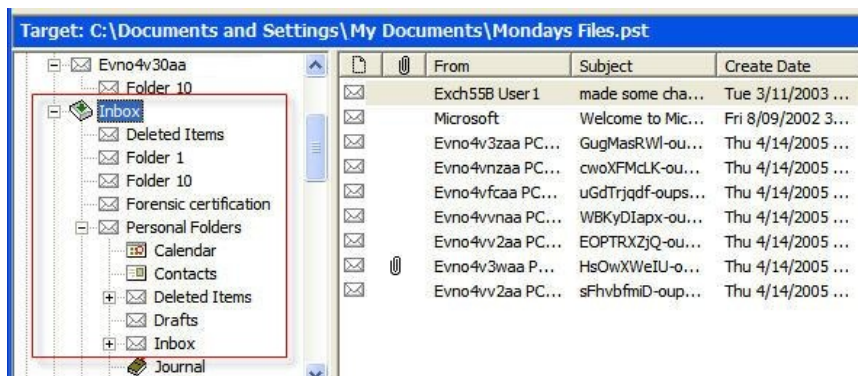 Target: C:\Documents and Settings\My Documents\Mondays Files.pst
Evno4v30aa
Folder 10
Inbox
Deleted Items
Folder 1
Folder 10
Forensic certification
Personal Folders
Calendar
Contacts
Deleted Items
Drafts
Inbox
Journal
From Subject Create Date
Exch55B User1 made some cha... Tue 3/11/2003 ...
Microsoft Welcome to Mic... Fri 8/09/2002 3...
Evno4v3zaa PC... GugMasRWl-ou... Thu 4/14/2005 ...
Evno4vnzaa PC... cwoXFMcLK-ou... Thu 4/14/2005 ...
Evno4vfcaa PC... uGdTrjqdf-oups... Thu 4/14/2005 ...
Evno4vvnaa PC... WBKyDIapx-ou... Thu 4/14/2005 ...
Evno4vv2aa PC... EOPTRXZjQ-ou... Thu 4/14/2005 ...
Evno4v3waa P... HsOwXWeIU-o... Thu 4/14/2005 ...
Evno4vv2aa PC... sFhvbfmiD-oup... Thu 4/14/2005 ...